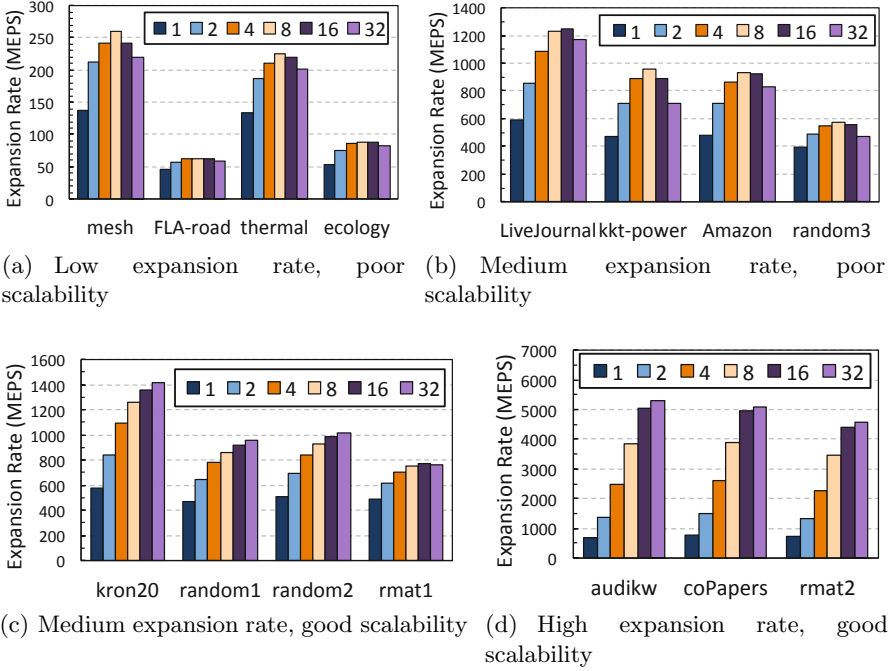 Expansion Rate (MEPS)
300
250
200
150
100
50
0
1 2 4 8 16 32
mesh FLA-road thermal ecology
(a) Low expansion rate, poor
scalability
Expansion Rate (MEPS)
1400
1200
1000
800
600
400
200
0
1 2 4 8 16 32
LiveJournal kkt-power Amazon random3
(b) Medium expansion rate, poor
scalability
Expansion Rate (MEPS)
1600
1400
1200
1000
800
600
400
200
0
1 2 4 8 16 32
kron20 random1 random2 rmat1
(c) Medium expansion rate, good scalability
Expansion Rate (MEPS)
7000
6000
5000
4000
3000
2000
1000
0
1 2 4 8 16 32
audikw coPapers rmat2
(d) High expansion rate, good
scalability